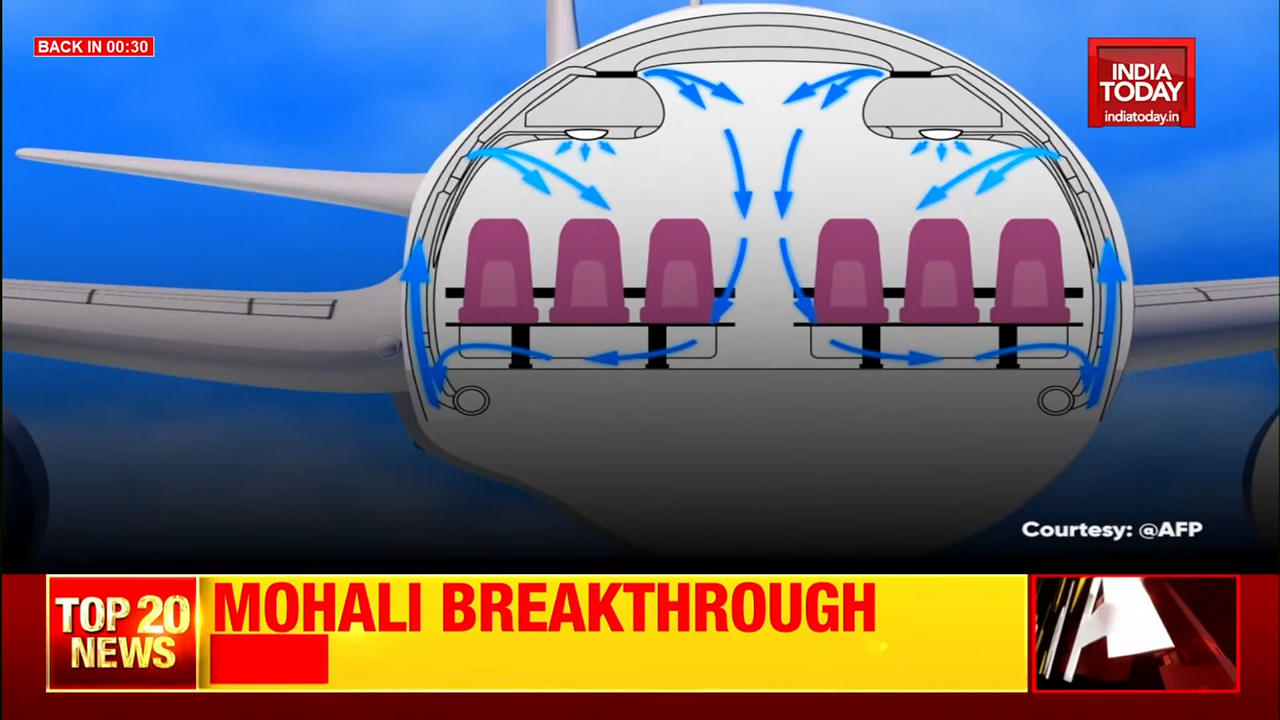 BACK IN 00:30
INDIA
TODAY
indiatoday.in
Courtesy: @AFP
TOP 20
NEWS
MOHALI BREAKTHROUGH